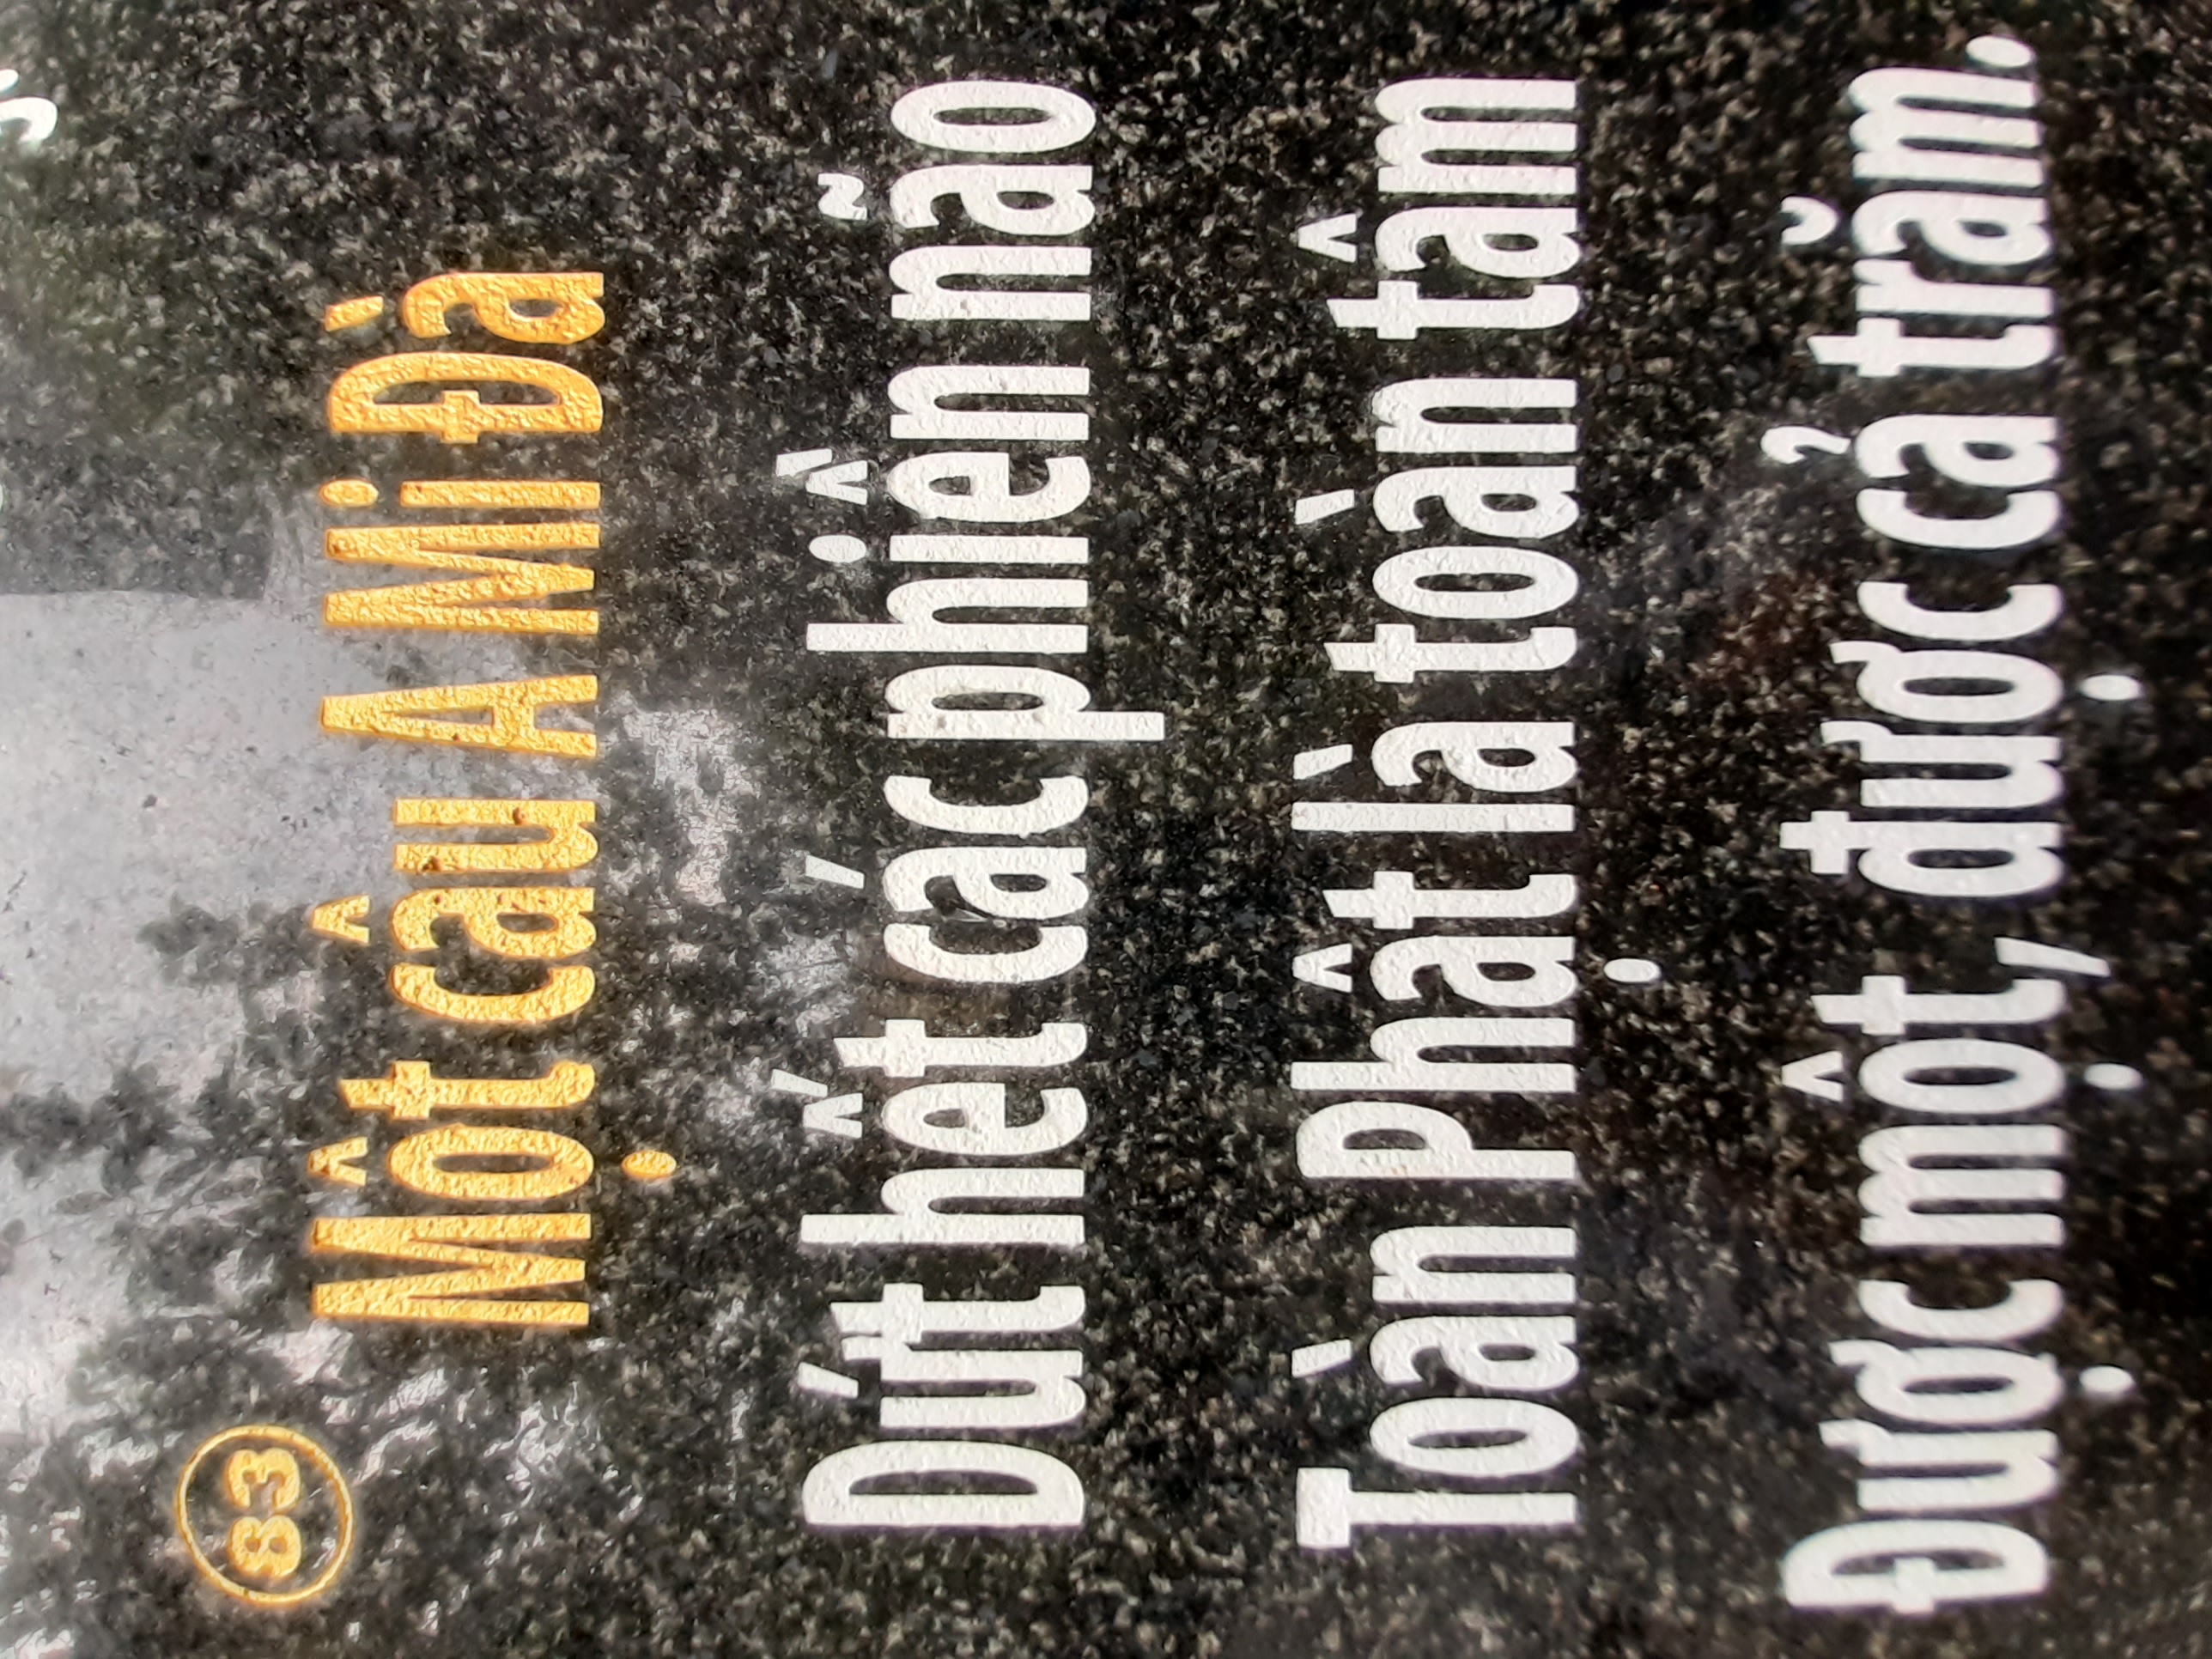 83
Một câu A Mi Đà
Dứt hết các phiền não
Toàn Phật là toàn tâm
Được một, được cả trăm.